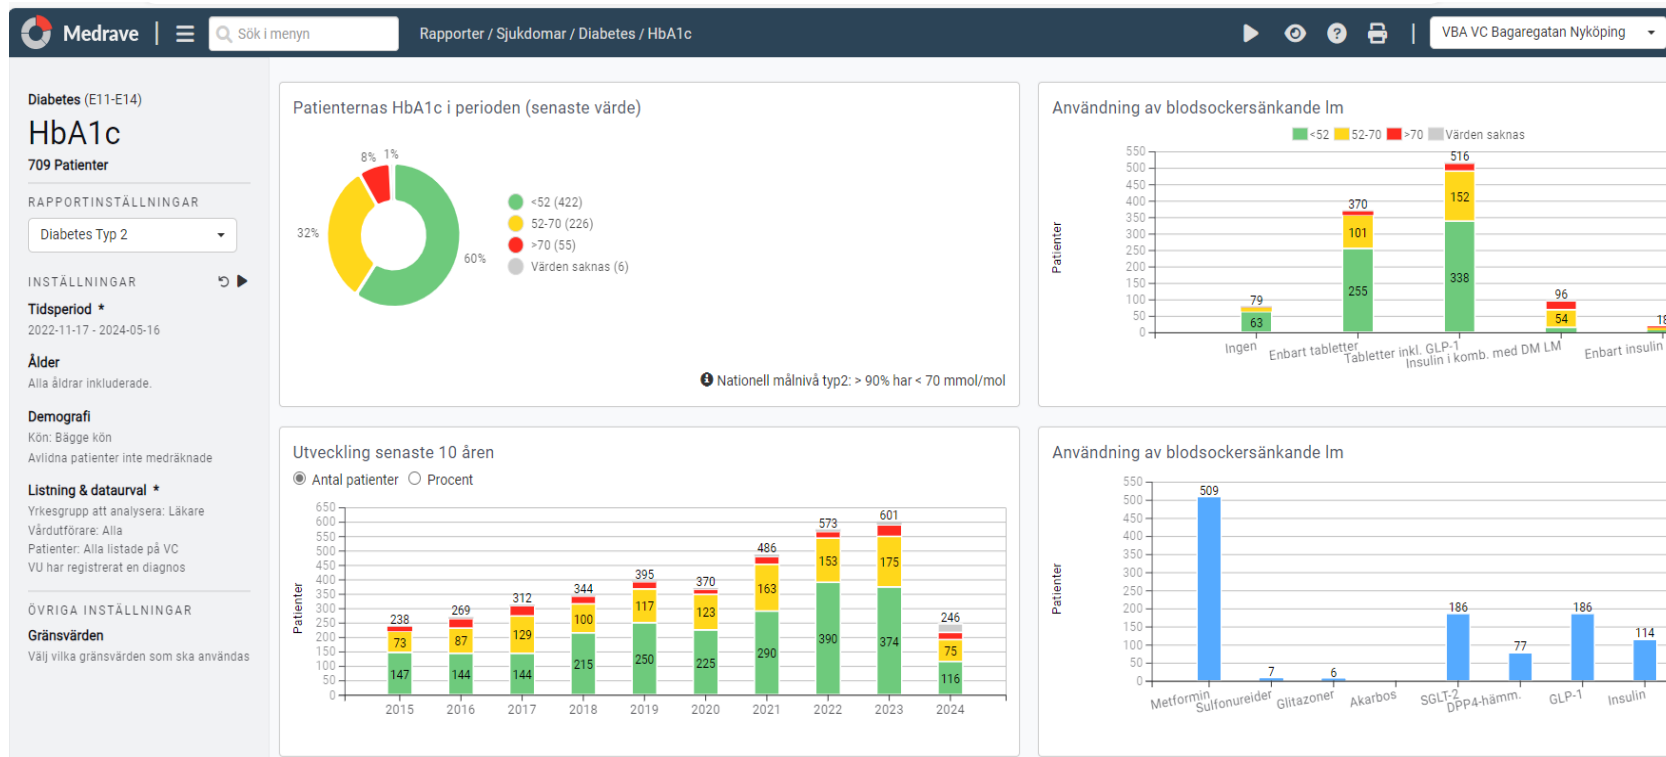 Medrave
Sök i menyn
Rapporter / Sjukdomar / Diabetes / HbA1c
VBA VC Bagaregatan Nyköping
Diabetes (E11-E14)
HbA1c
709 Patienter
RAPPORTINSTÄLLNINGAR
Diabetes Typ 2
INSTÄLLNINGAR
Tidsperiod *
2022-11-17 - 2024-05-16
Ålder
Alla åldrar inkluderade.
Demografi
Kön: Bägge kön
Avlidna patienter inte medräknade
Listning & dataurval *
Yrkesgrupp att analysera: Läkare
Vårdutförare: Alla
Patienter: Alla listade på VC
VU har registrerat en diagnos
ÖVRIGA INSTÄLLNINGAR
Gränsvärden
Välj vilka gränsvärden som ska användas
Patienternas HbA1c i perioden (senaste värde)
8% 1%
32%
60%
<52 (422)
52-70 (226)
>70 (55)
Värden saknas (6)
Nationell målnivå typ2: > 90% har < 70 mmol/mol
Användning av blodsockersänkande lm
<52 52-70 >70 Värden saknas
Patienter
550
500
450
400
350
300
250
200
150
100
50
0
79
63
370
101
255
516
152
338
96
54
18
Ingen
Enbart tabletter
Tabletter inkl. GLP-1
Insulin i komb. med DM LM
Enbart insulin
Utveckling senaste 10 åren
Antal patienter Procent
Patienter
650
600
550
500
450
400
350
300
250
200
150
100
50
0
238
73
147
269
87
144
312
129
144
344
100
215
395
117
250
370
123
225
486
163
290
573
153
390
601
175
374
246
75
116
2015 2016 2017 2018 2019 2020 2021 2022 2023 2024
Användning av blodsockersänkande lm
Patienter
550
500
450
400
350
300
250
200
150
100
50
0
509
7
6
186
77
186
114
Metformin
Sulfonureider
Glitazoner
Akarbos
SGLT-2
DPP4-hämm.
GLP-1
Insulin